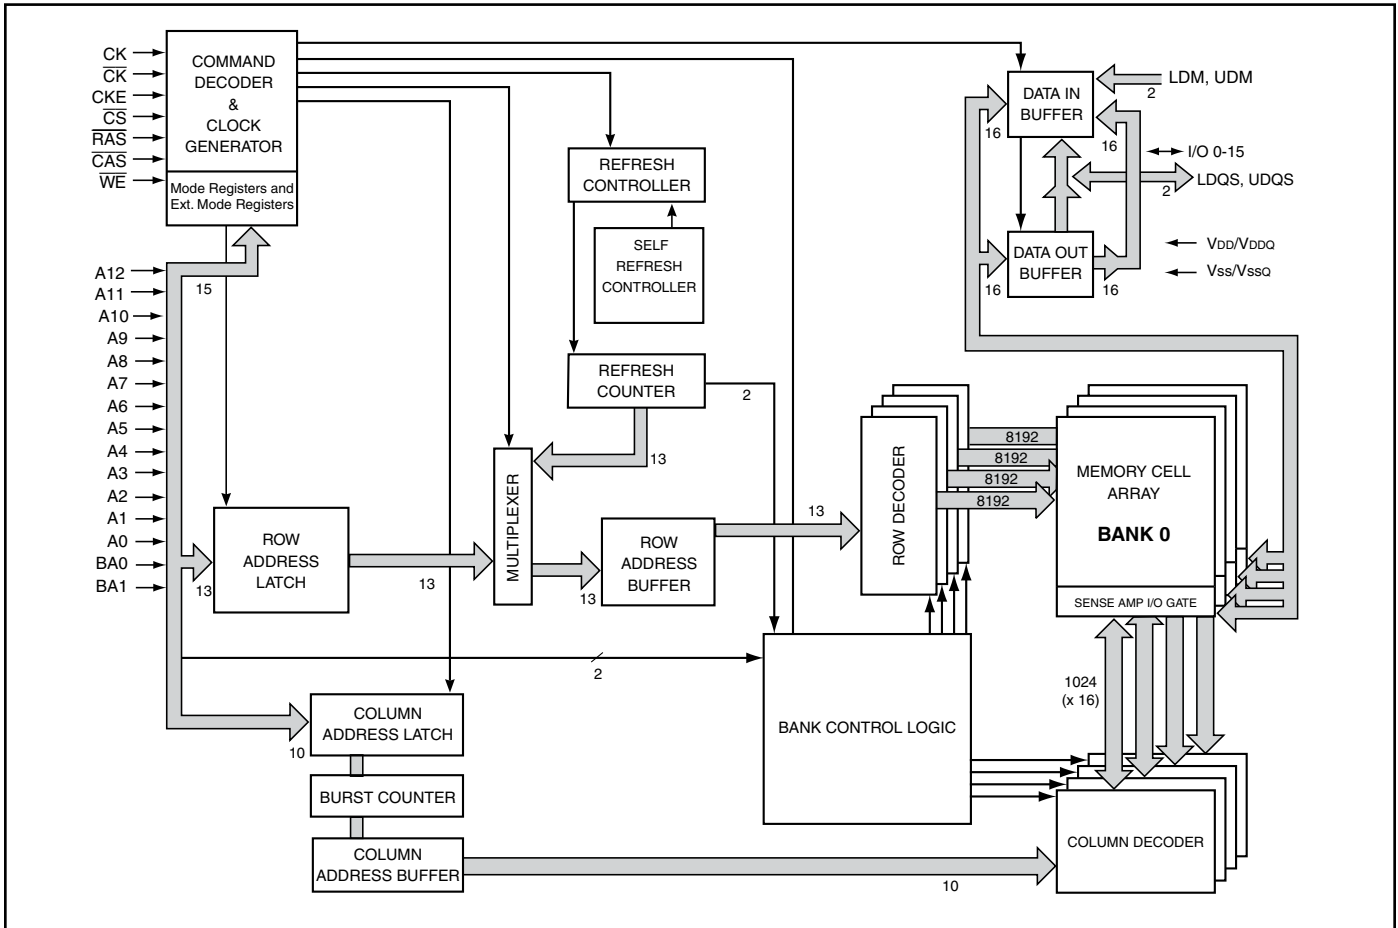 CK
C̅K̅
CKE
C̅S̅
R̅A̅S̅
C̅A̅S̅
W̅E̅
COMMAND
DECODER
&
CLOCK
GENERATOR
Mode Registers and
Ext. Mode Registers
A12
A11
A10
A9
A8
A7
A6
A5
A4
A3
A2
A1
A0
BA0
BA1
15
13
ROW
ADDRESS
LATCH
13
MULTIPLEXER
13
REFRESH
CONTROLLER
SELF
REFRESH
CONTROLLER
REFRESH
COUNTER
2
13
ROW
ADDRESS
BUFFER
13
ROW DECODER
8192
8192
8192
8192
MEMORY CELL
ARRAY
BANK 0
SENSE AMP I/O GATE
DATA IN
BUFFER
LDM, UDM
2
16
16
I/O 0-15
LDQS, UDQS
2
DATA OUT
BUFFER
16
16
VDD/VDDQ
Vss/VssQ
2
BANK CONTROL LOGIC
1024
(x 16)
COLUMN
ADDRESS LATCH
10
BURST COUNTER
COLUMN
ADDRESS BUFFER
10
COLUMN DECODER